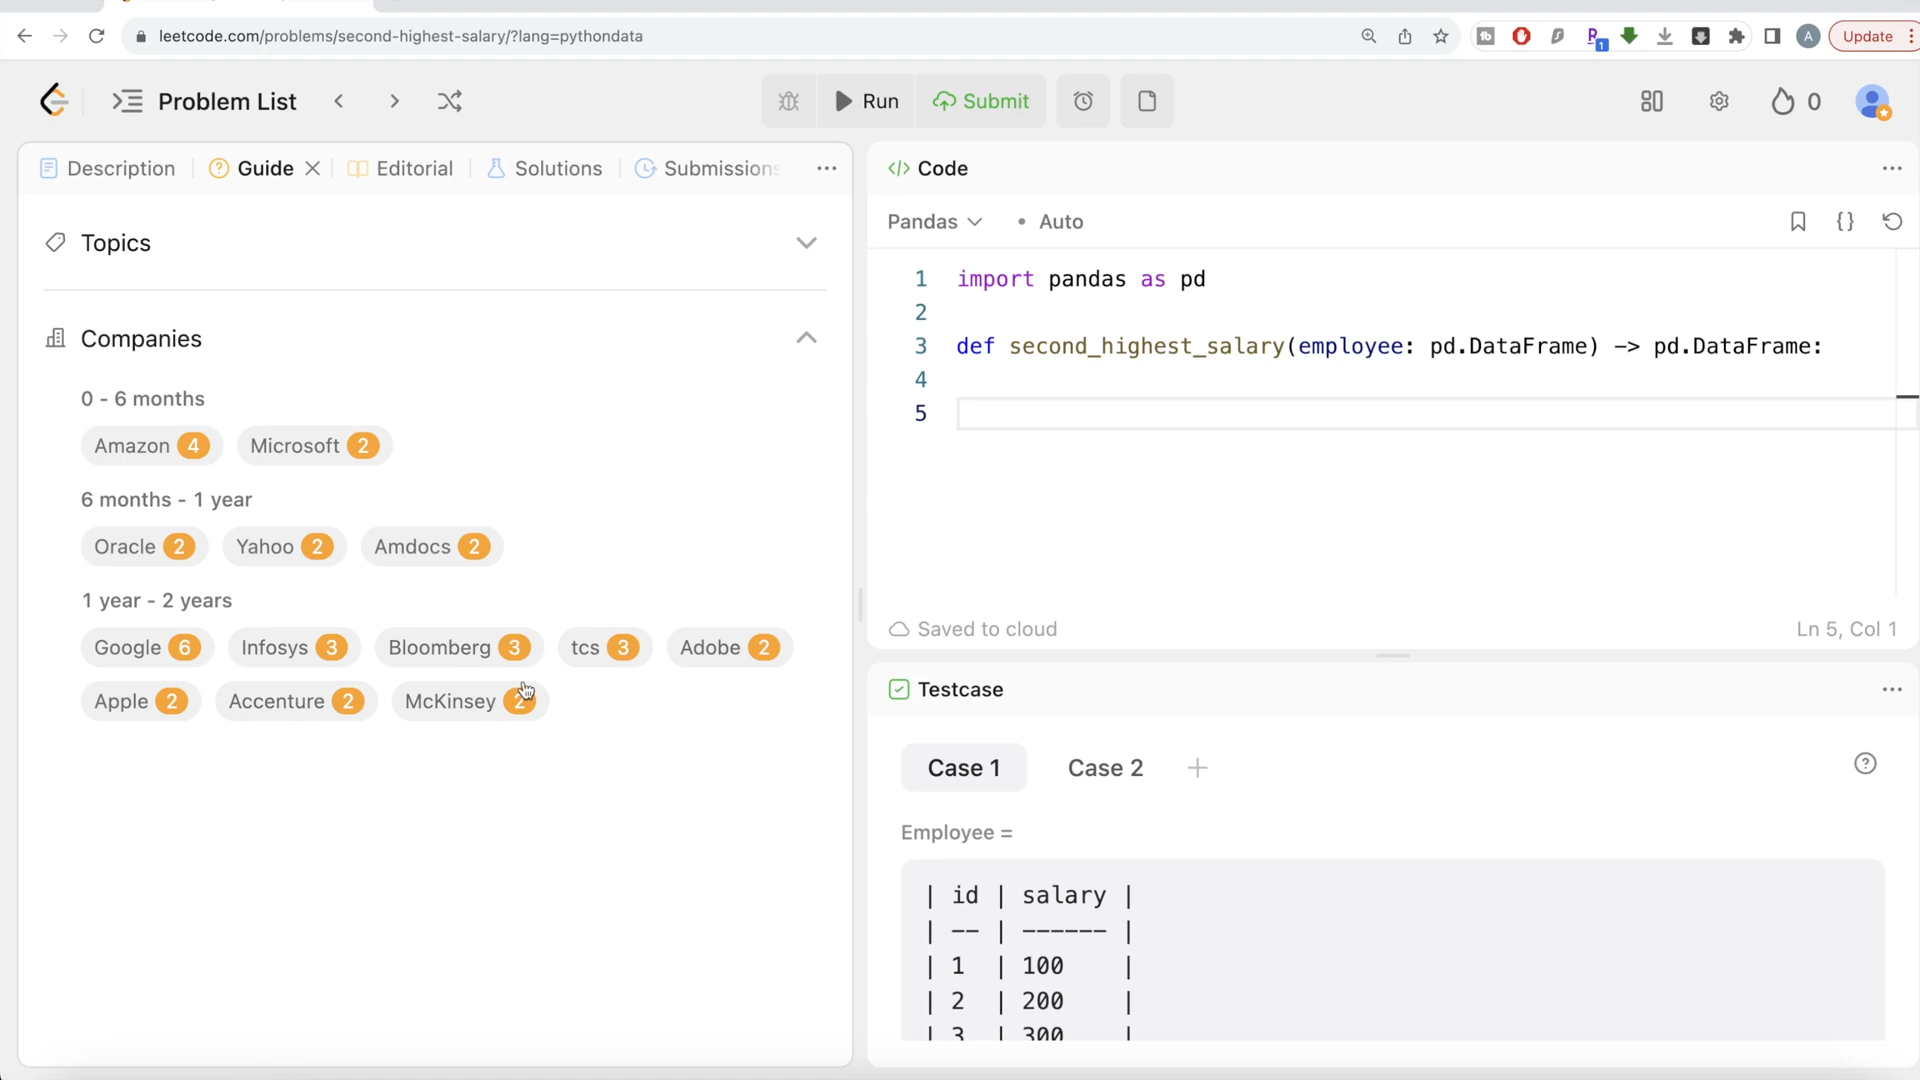 leetcode.com/problems/second-highest-salary/?lang=pythondata
1
A
Update
Problem List
Run
Submit
0
Description
Guide
Editorial
Solutions
Submissions
Code
Topics
Pandas
Auto
1 import pandas as pd
2
3 def second_highest_salary(employee: pd.DataFrame) -> pd.DataFrame:
4
5
Companies
0 - 6 months
Amazon 4 Microsoft 2
6 months - 1 year
Oracle 2 Yahoo 2 Amdocs 2
1 year - 2 years
Google 6 Infosys 3 Bloomberg 3 tcs 3 Adobe 2
Apple 2 Accenture 2 McKinsey 2
Saved to cloud
Ln 5, Col 1
Testcase
Case 1 Case 2
Employee =
| id | salary |
| -- | ------ |
| 1 | 100 |
| 2 | 200 |
| 3 | 300 |